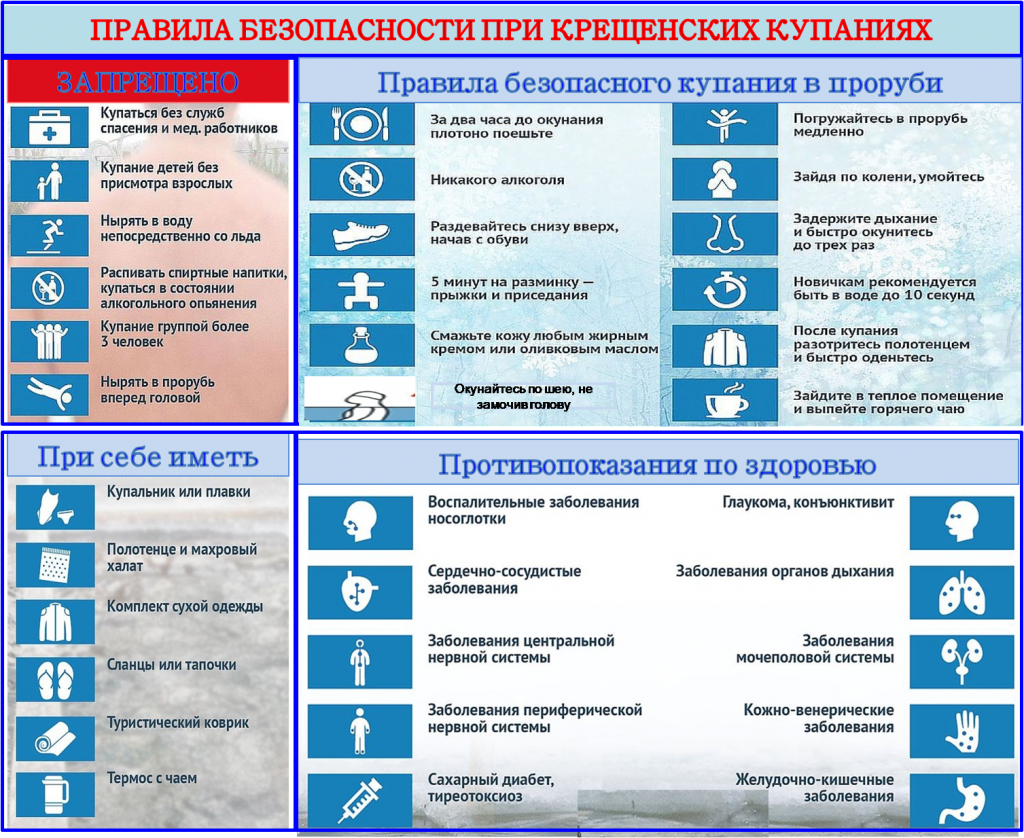 ПРАВИЛА БЕЗОПАСНОСТИ ПРИ КРЕЩЕНСКИХ КУПАНИЯХ
ЗАПРЕЩЕНО
Купаться без служб
спасения и мед. работников
Купание детей без
присмотра взрослых
Нырять в воду
непосредственно со льда
Распивать спиртные напитки,
купаться в состоянии
алкогольного опьянения
Купание группой более
3 человек
Нырять в прорубь
вперед головой
Правила безопасного купания в проруби
За два часа до окунания
плотоно поешьте
Никакого алкоголя
Раздевайтесь снизу вверх,
начав с обуви
5 минут на разминку —
прыжки и приседания
Смажьте кожу любым жирным
кремом или оливковым маслом
Окунайтесь по шею, не
замочив голову
Погружайтесь в прорубь
медленно
Зайдя по колени, умойтесь
Задержите дыхание
и быстро окунитесь
до трех раз
Новичкам рекомендуется
быть в воде до 10 секунд
После купания
разотритесь полотенцем
и быстро оденьтесь
Зайдите в теплое помещение
и выпейте горячего чаю
При себе иметь
Купальник или плавки
Полотенце и махровый
халат
Комплект сухой одежды
Сланцы или тапочки
Туристический коврик
Термос с чаем
Противопоказания по здоровью
Воспалительные заболевания
носоглотки
Сердечно-сосудистые
заболевания
Заболевания центральной
нервной системы
Заболевания периферической
нервной системы
Сахарный диабет,
тиреотоксиоз
Глаукома, конъюнктивит
Заболевания органов дыхания
Заболевания
мочеполовой системы
Кожно-венерические
заболевания
Желудочно-кишечные
заболевания